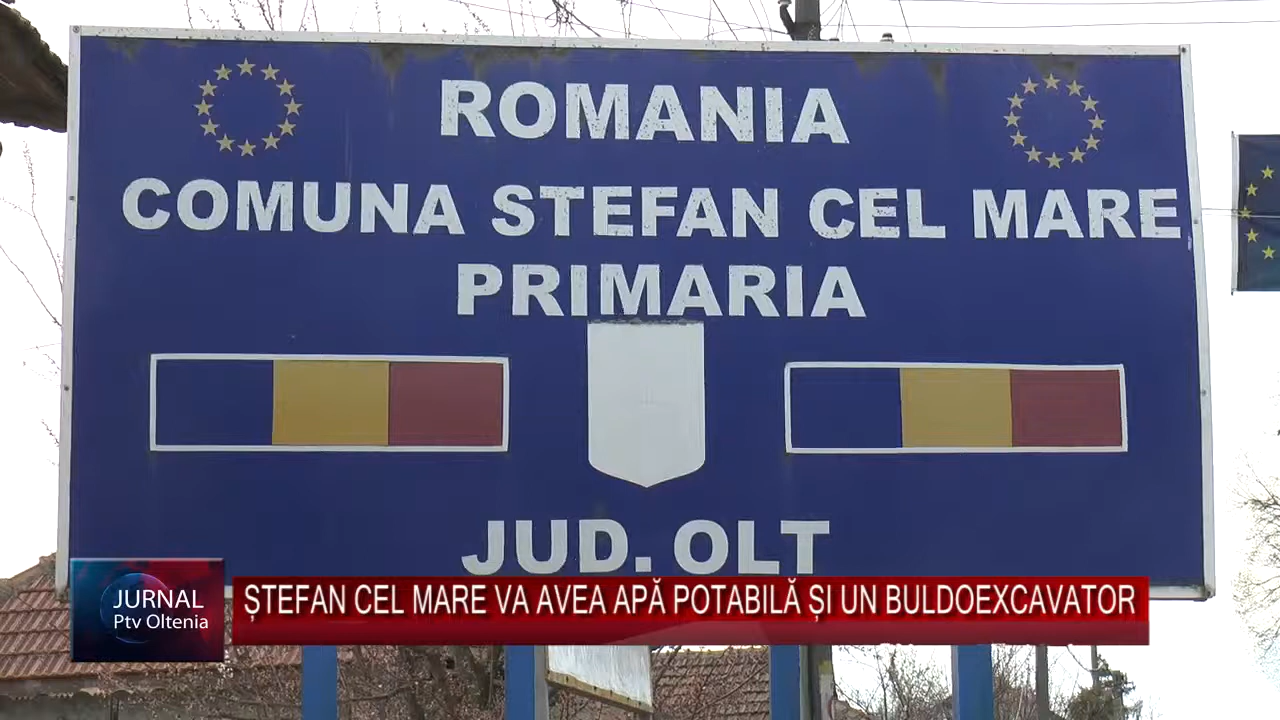 ROMANIA
COMUNA STEFAN CEL MARE
PRIMARIA
JUD. OLT
JURNAL
Ptv Oltenia
ȘTEFAN CEL MARE VA AVEA APĂ POTABILĂ ȘI UN BULDOEXCAVATOR